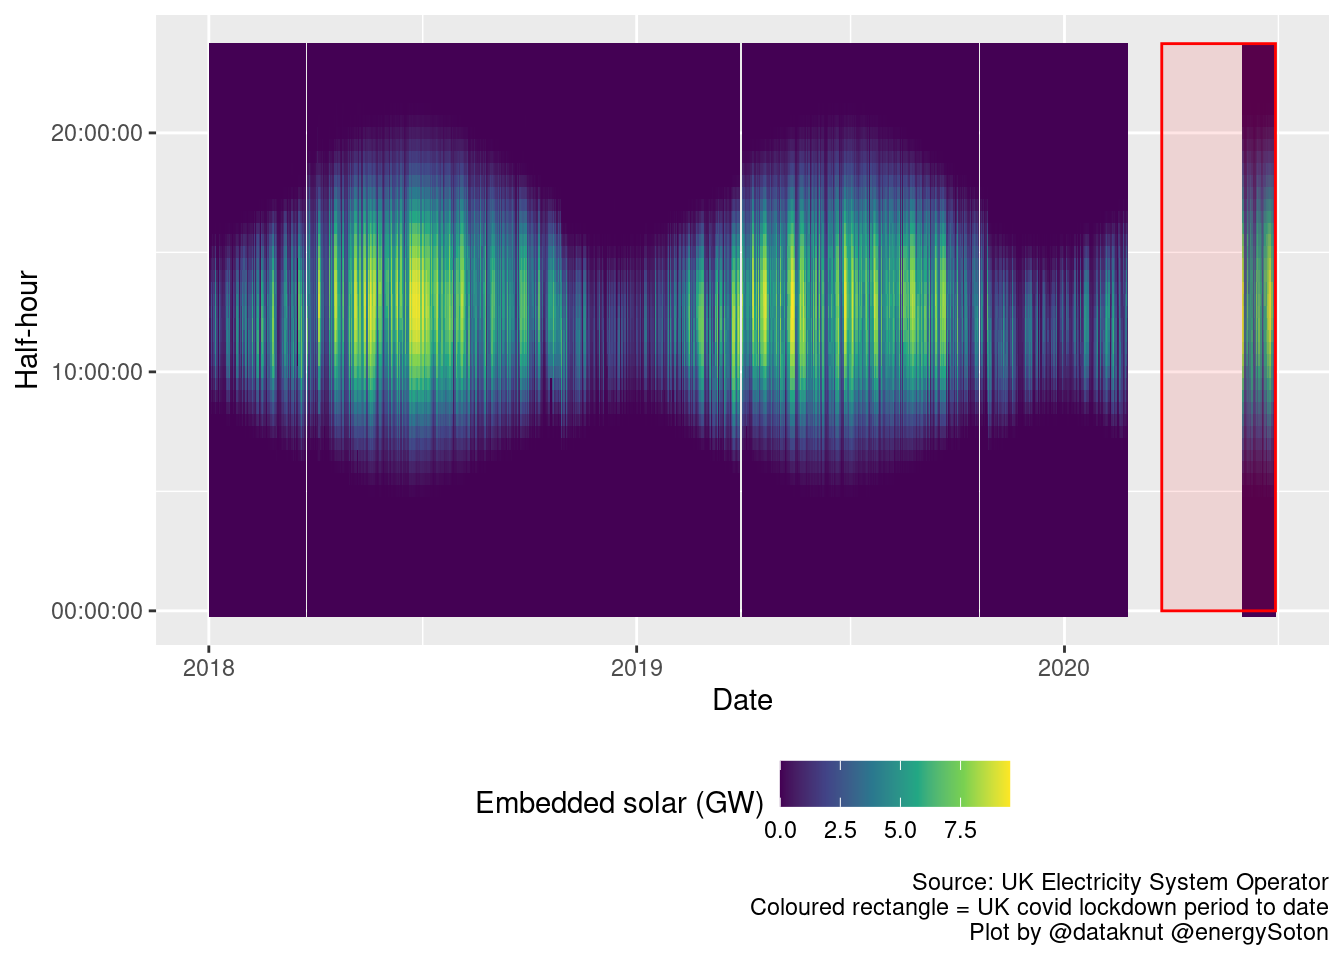 20:00:00
10:00:00
00:00:00
Half-hour
2018
2019
2020
Date
Embedded solar (GW)
0.0
2.5
5.0
7.5
Source: UK Electricity System Operator
Coloured rectangle = UK covid lockdown period to date
Plot by @dataknut @energySoton